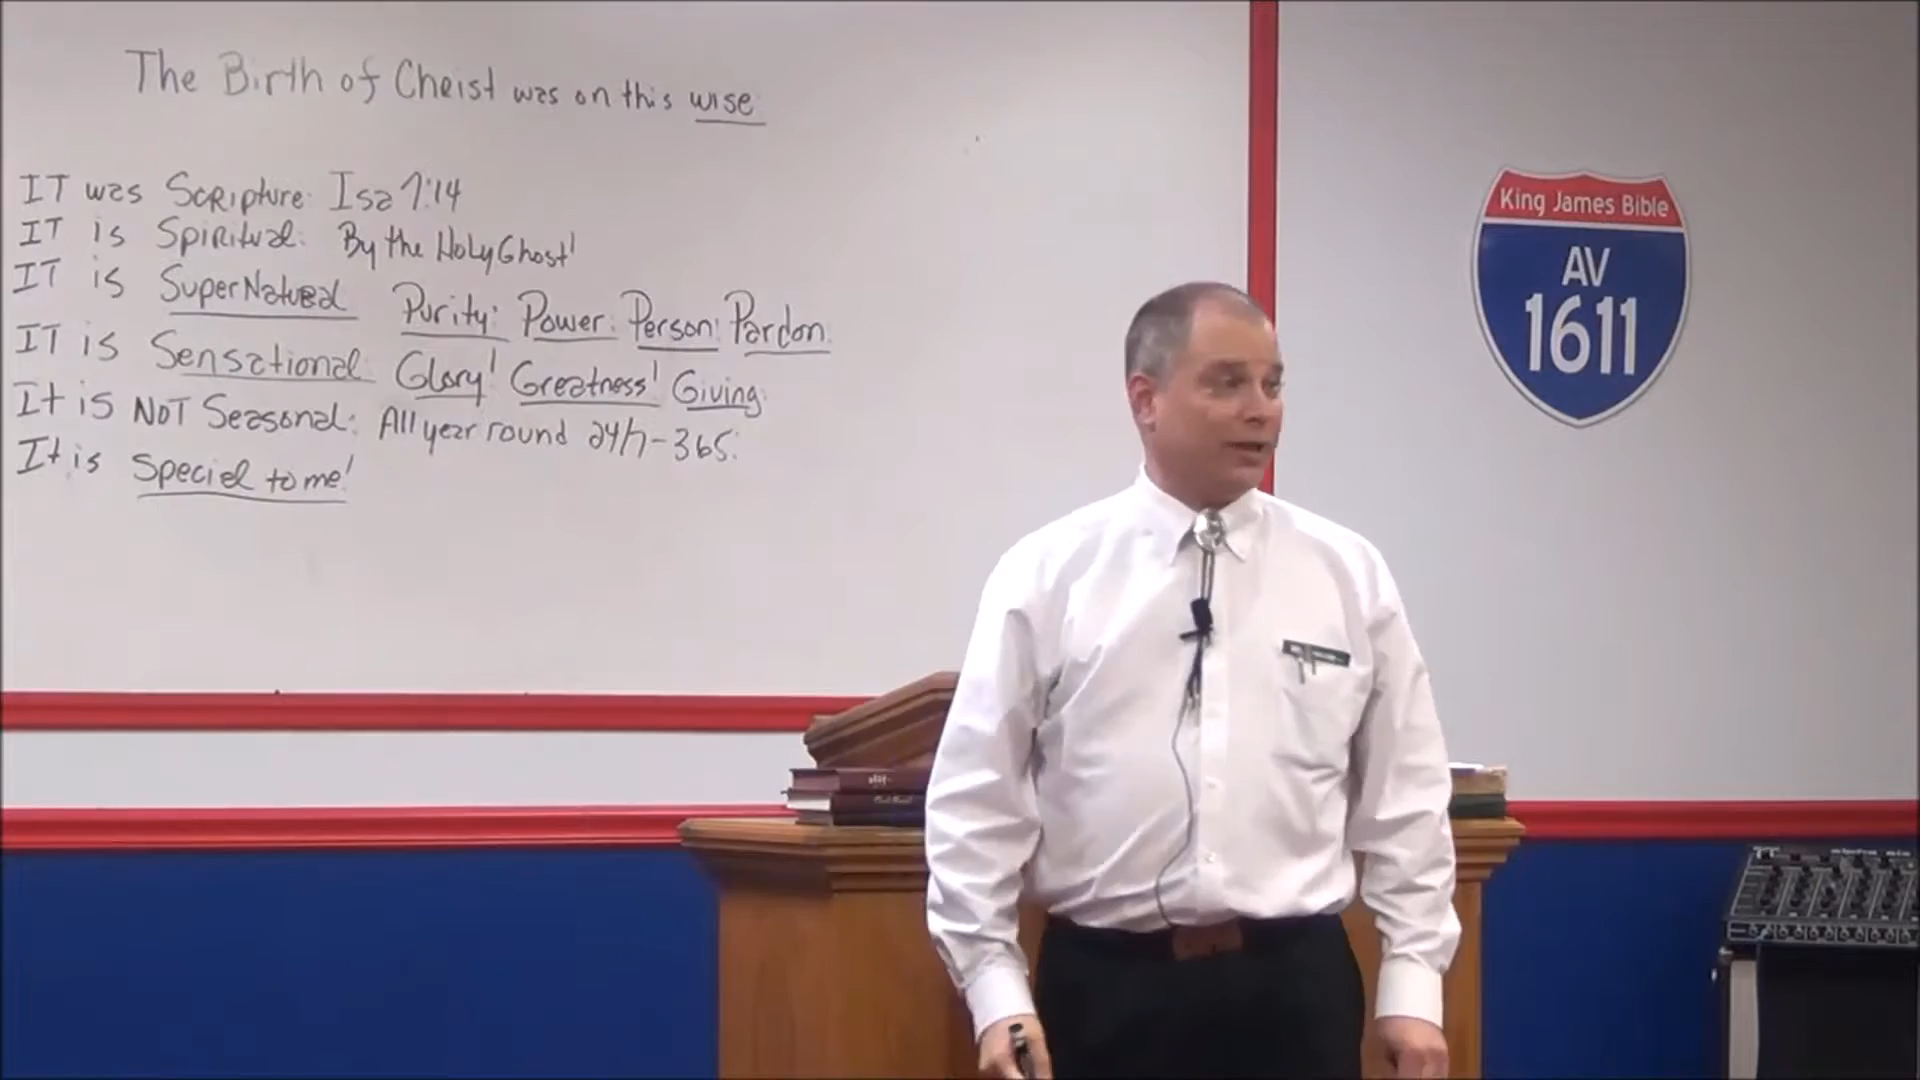 The Birth of Christ was on this wise:
IT was Scripture: Isa 7:14
IT is Spiritual: By the Holy Ghost!
IT is SuperNatural Purity: Power: Person: Pardon:
IT is Sensational: Glory! Greatness! Giving:
It is NOT Seasonal: All year round 24/7-365:
It is Special to me!
King James Bible
AV
1611